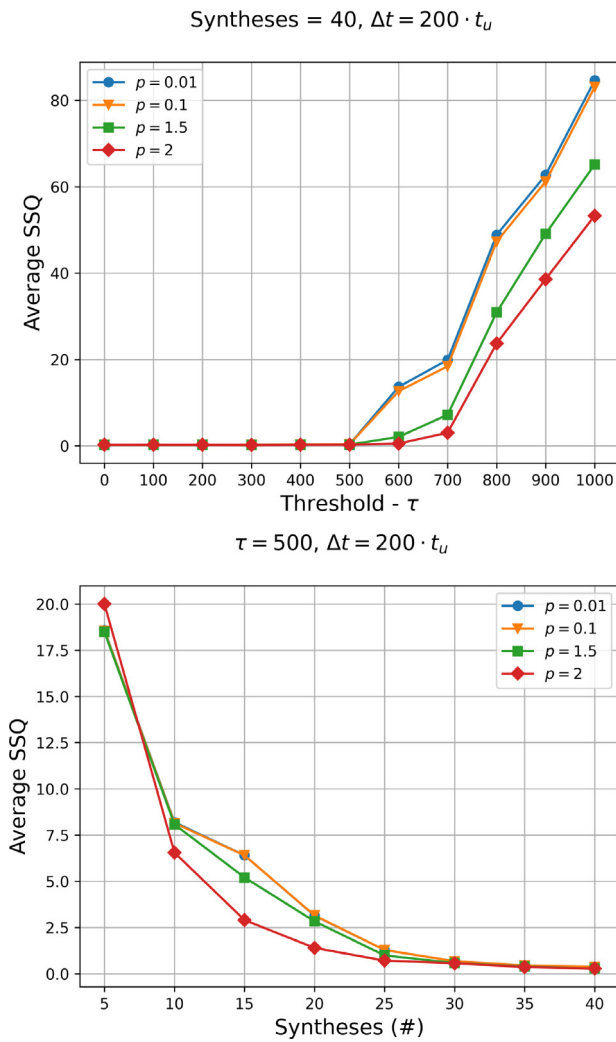 Syntheses = 40, Δt = 200 · t_u
80
60
40
20
0
Average SSQ
p = 0.01
p = 0.1
p = 1.5
p = 2
0 100 200 300 400 500 600 700 800 900 1000
Threshold - τ
τ = 500, Δt = 200 · t_u
20.0
17.5
15.0
12.5
10.0
7.5
5.0
2.5
0.0
Average SSQ
p = 0.01
p = 0.1
p = 1.5
p = 2
5 10 15 20 25 30 35 40
Syntheses (#)